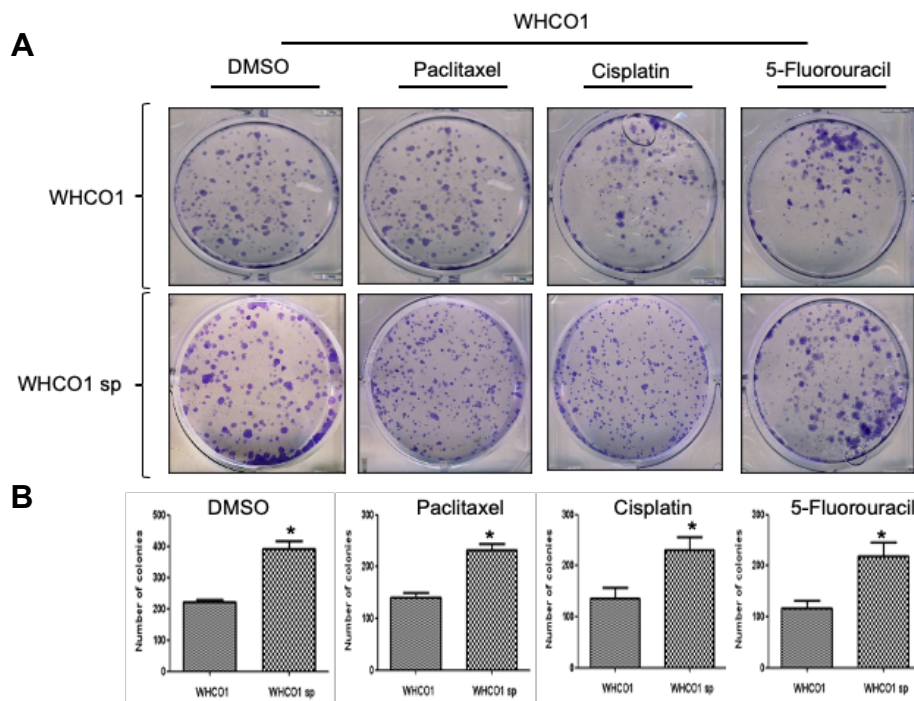 WHCO1
A
DMSO
Paclitaxel
Cisplatin
5-Fluorouracil
WHCO1
WHCO1 sp
B
DMSO
Paclitaxel
Cisplatin
5-Fluorouracil
Number of colonies
500
400
300
200
100
0
*
WHCO1
WHCO1 sp
Number of colonies
300
200
100
0
*
WHCO1
WHCO1 sp
Number of colonies
300
200
100
0
*
WHCO1
WHCO1 sp
Number of colonies
300
200
100
0
*
WHCO1
WHCO1 sp